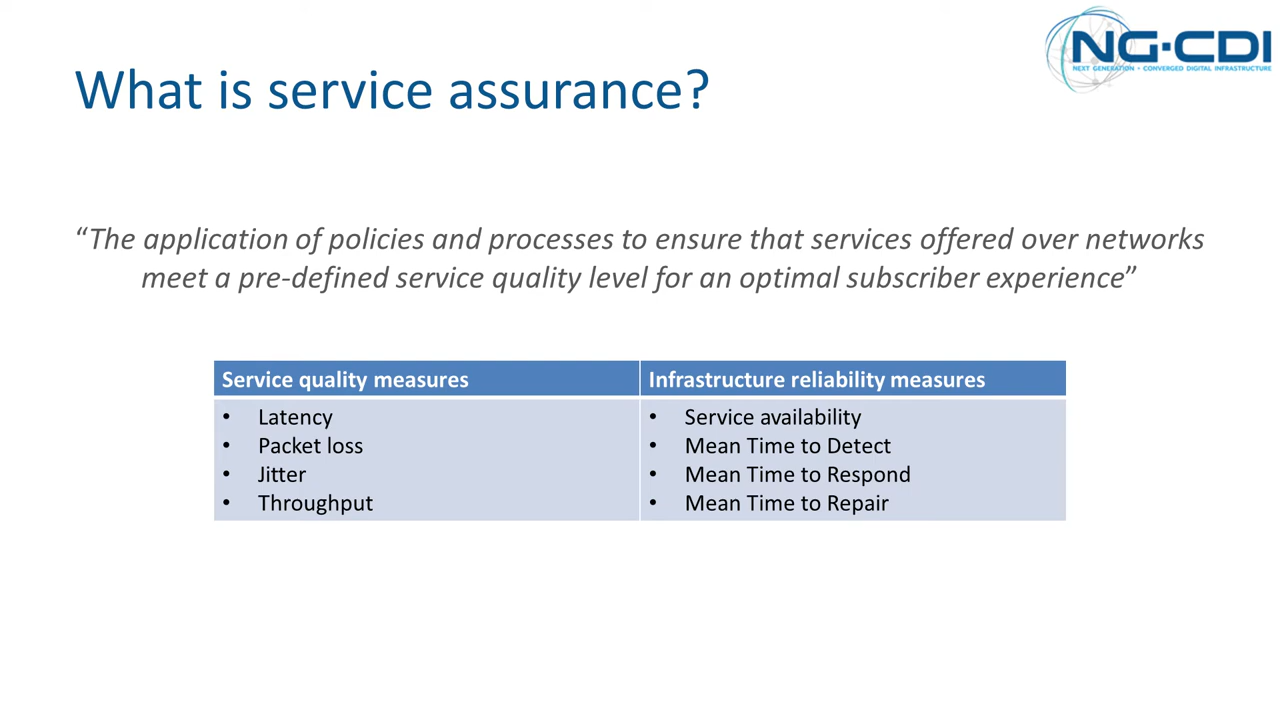 NG-CDI
NEXT GENERATION • CONVERGED DIGITAL INFRASTRUCTURE
What is service assurance?
“The application of policies and processes to ensure that services offered over networks
meet a pre-defined service quality level for an optimal subscriber experience”
Service quality measures
• Latency
• Packet loss
• Jitter
• Throughput
Infrastructure reliability measures
• Service availability
• Mean Time to Detect
• Mean Time to Respond
• Mean Time to Repair